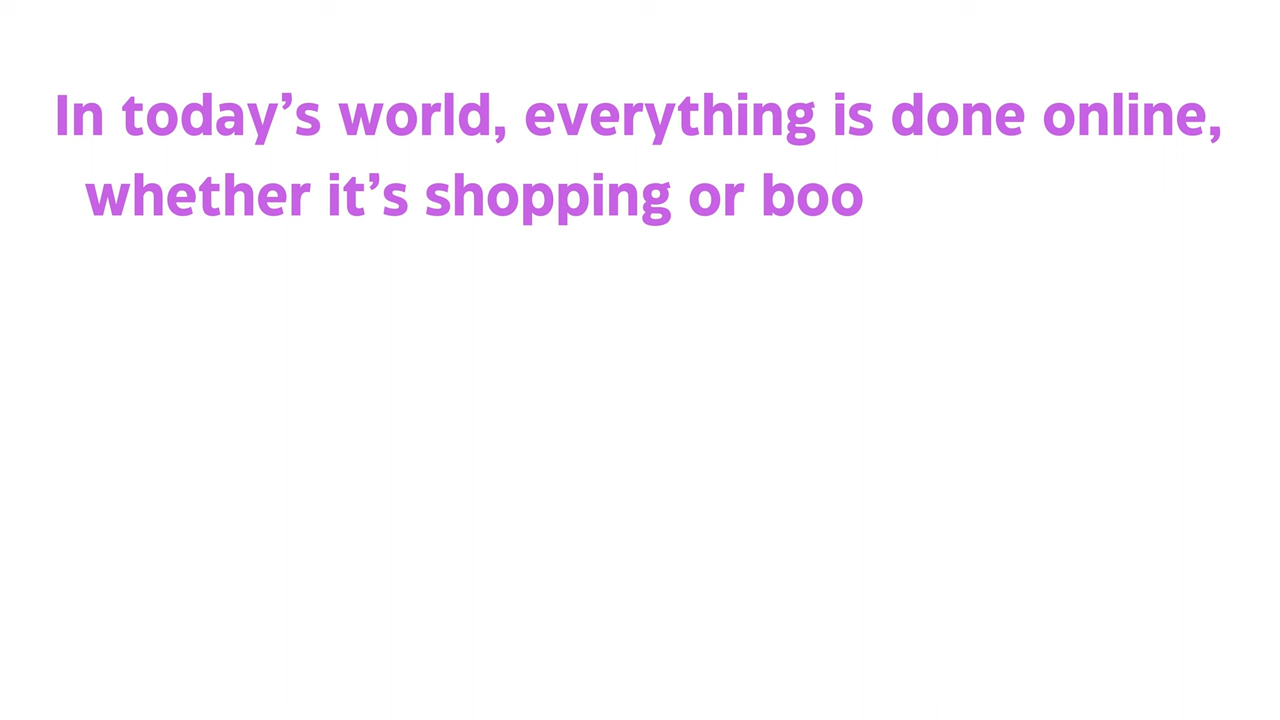 In today’s world, everything is done online,
whether it’s shopping or boo